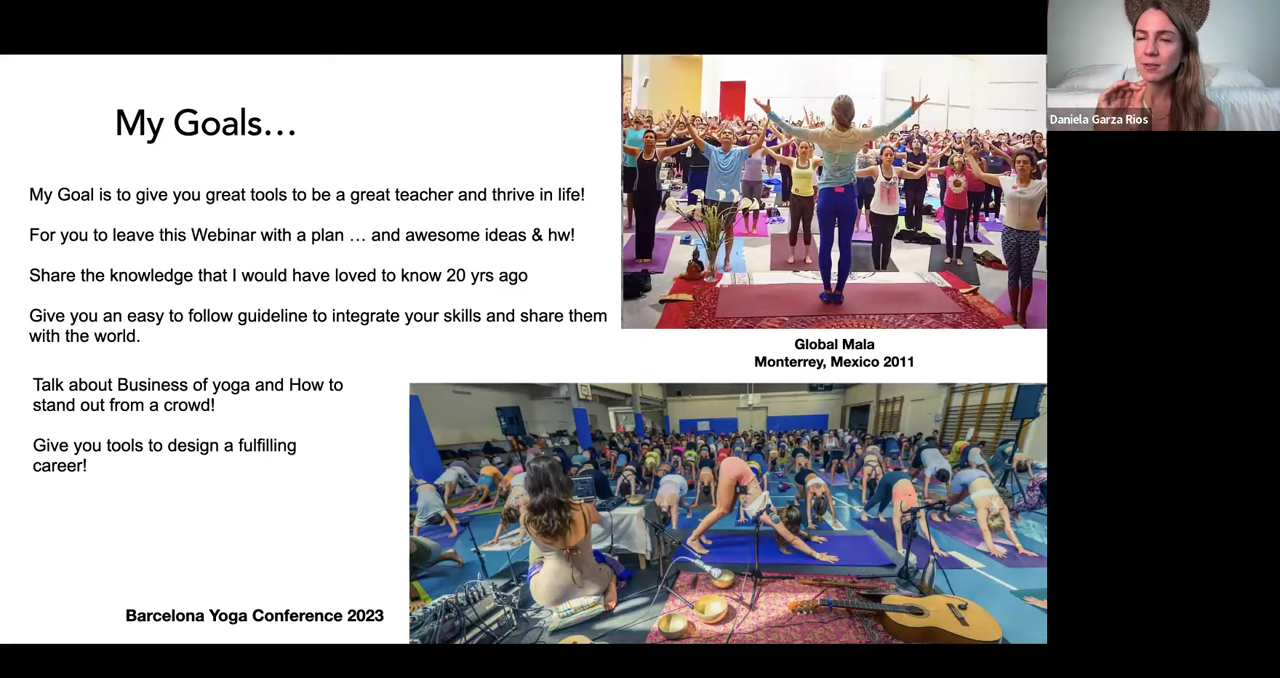 My Goals...
My Goal is to give you great tools to be a great teacher and thrive in life!
For you to leave this Webinar with a plan … and awesome ideas & hw!
Share the knowledge that I would have loved to know 20 yrs ago
Give you an easy to follow guideline to integrate your skills and share them
with the world.
Talk about Business of yoga and How to
stand out from a crowd!
Give you tools to design a fulfilling
career!
Barcelona Yoga Conference 2023
Global Mala
Monterrey, Mexico 2011
Daniela Garza Rios